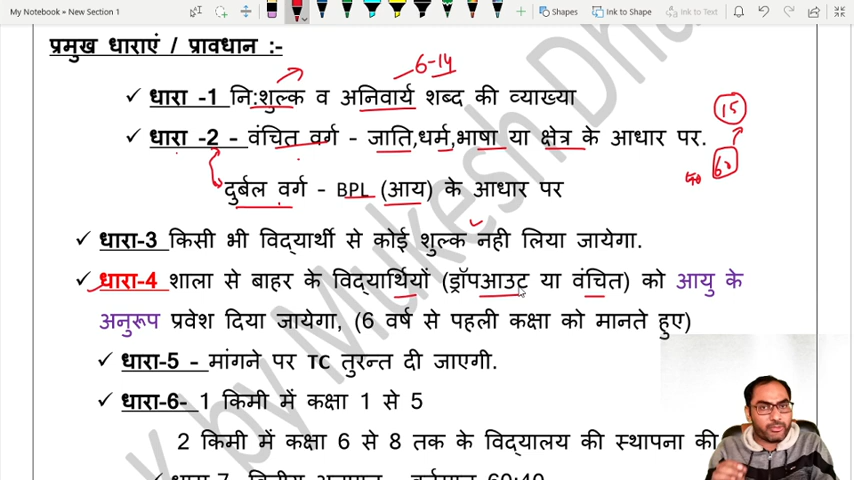 My Notebook » New Section 1
Shapes
Ink to Shape
Ink to Text
प्रमुख धाराएं / प्रावधान :-
6-14
✓ धारा -1 नि:शुल्क व अनिवार्य शब्द की व्याख्या
15
✓ धारा -2 - वंचित वर्ग - जाति,धर्म,भाषा या क्षेत्र के आधार पर.
दुर्बल वर्ग - BPL (आय) के आधार पर
✓ धारा-3 किसी भी विद्यार्थी से कोई शुल्क नही लिया जायेगा.
✓ धारा-4 शाला से बाहर के विद्यार्थियों (ड्रॉपआउट या वंचित) को आयु के
अनुरूप प्रवेश दिया जायेगा, (6 वर्ष से पहली कक्षा को मानते हुए)
✓ धारा-5 - मांगने पर TC तुरन्त दी जाएगी.
✓ धारा-6- 1 किमी में कक्षा 1 से 5
2 किमी में कक्षा 6 से 8 तक के विद्यालय की स्थापना की
by Mukesh